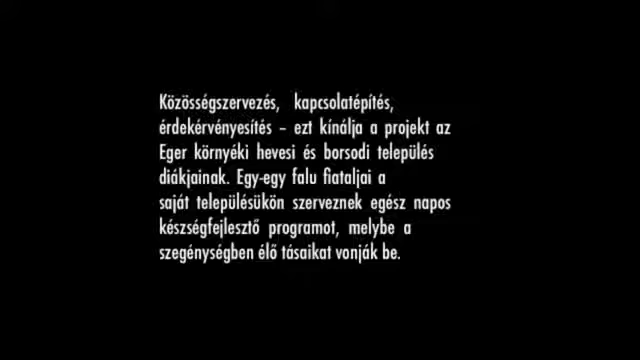 Közösségszervezés, kapcsolatépítés,
érdekérvényesítés – ezt kínálja a projekt az
Eger környéki hevesi és borsodi település
diákjainak. Egy-egy falu fiataljai a
saját településükön szerveznek egész napos
készségfejlesztő programot, melybe a
szegénységben élő tásaikat vonják be.